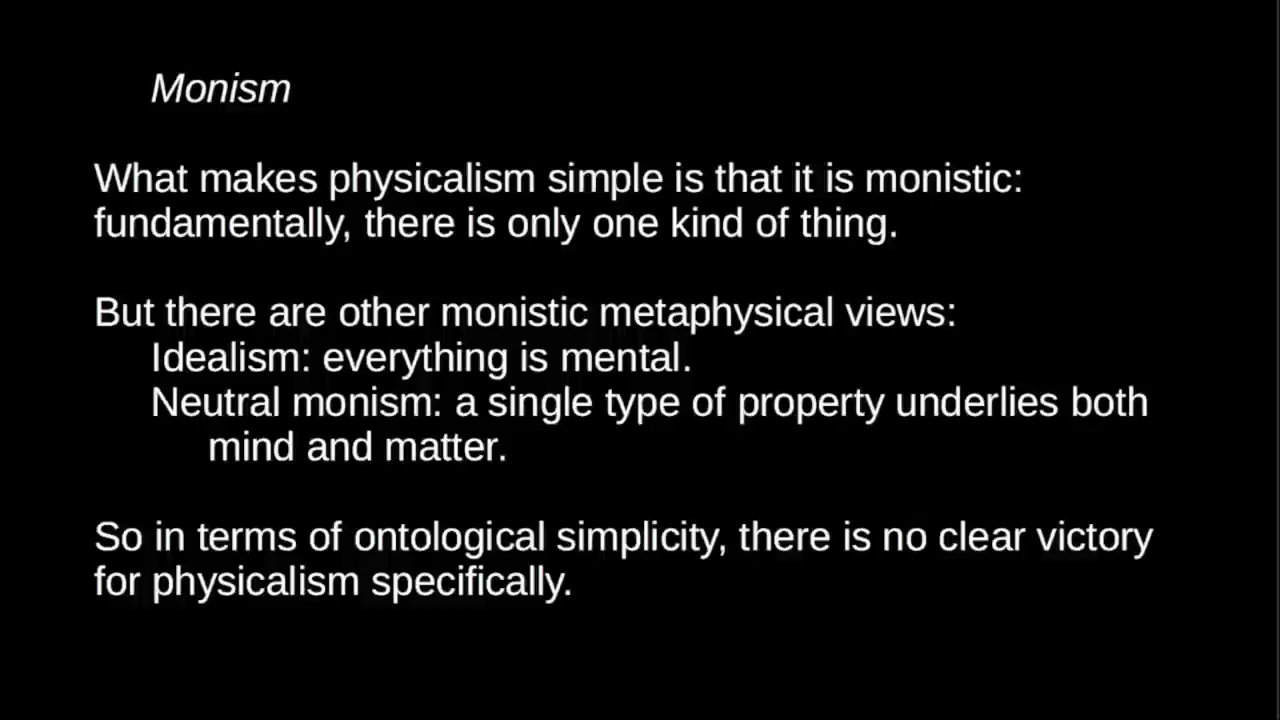 Monism
What makes physicalism simple is that it is monistic:
fundamentally, there is only one kind of thing.
But there are other monistic metaphysical views:
Idealism: everything is mental.
Neutral monism: a single type of property underlies both
mind and matter.
So in terms of ontological simplicity, there is no clear victory
for physicalism specifically.